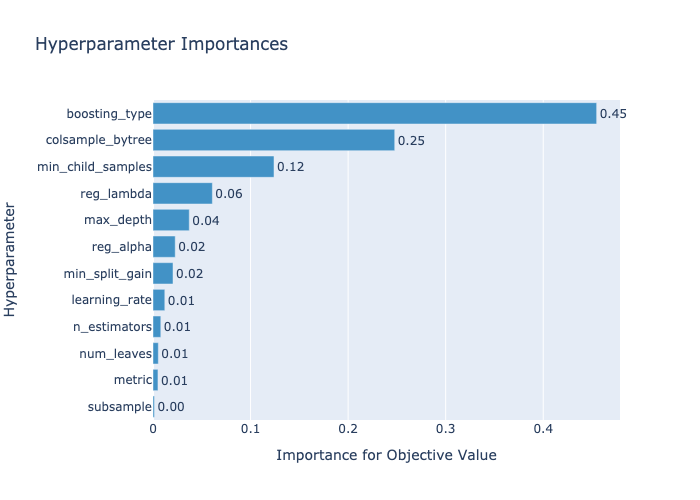 Hyperparameter Importances
Hyperparameter
boosting_type 0.45
colsample_bytree 0.25
min_child_samples 0.12
reg_lambda 0.06
max_depth 0.04
reg_alpha 0.02
min_split_gain 0.02
learning_rate 0.01
n_estimators 0.01
num_leaves 0.01
metric 0.01
subsample 0.00
0 0.1 0.2 0.3 0.4
Importance for Objective Value